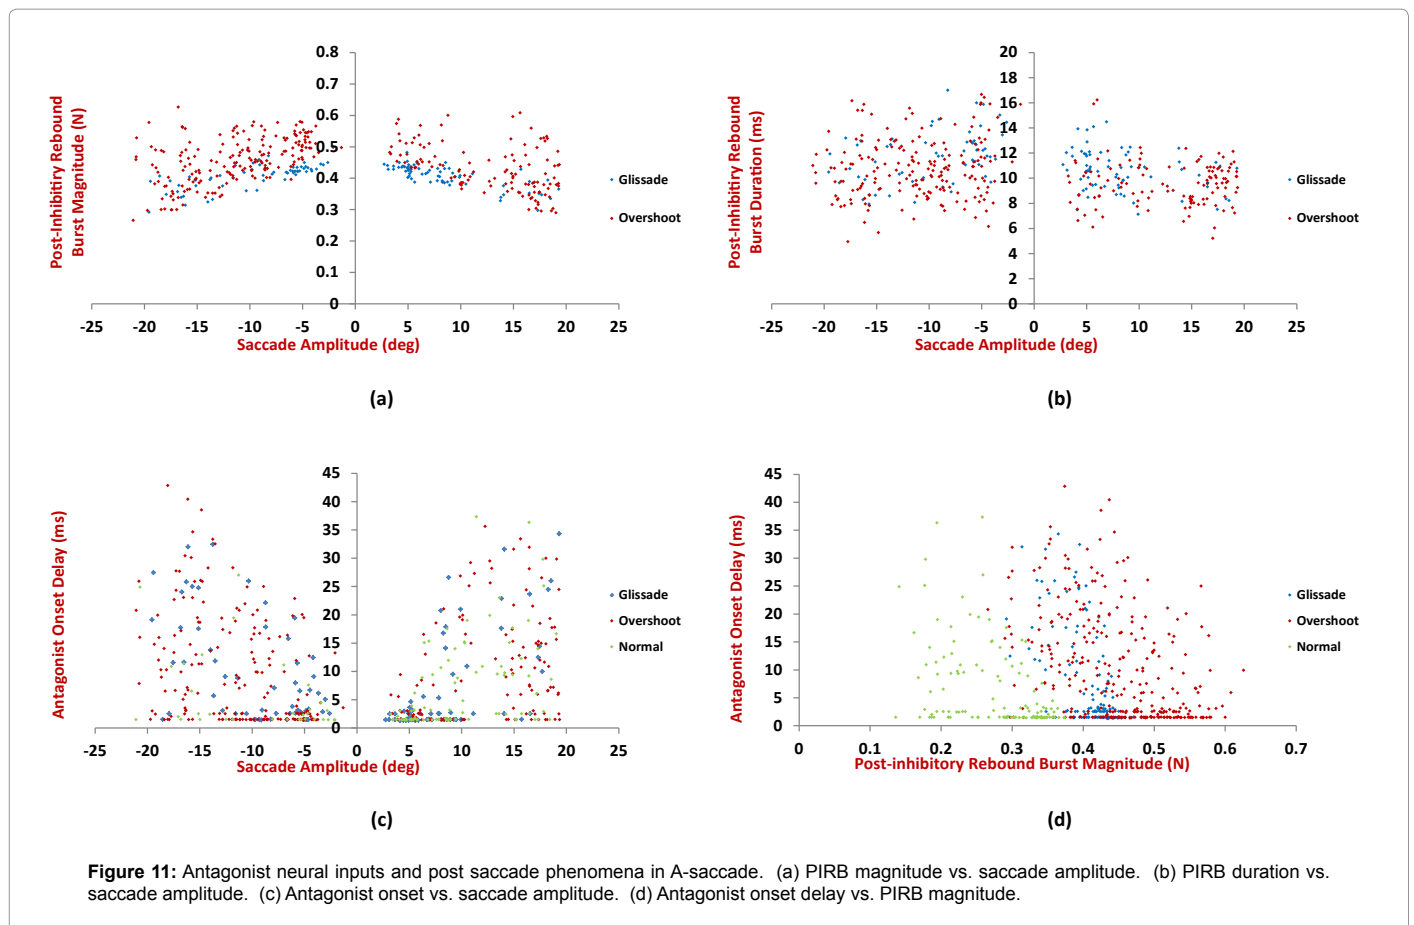 0.8
0.7
0.6
0.5
0.4
0.3
0.2
0.1
0
-25 -20 -15 -10 -5 0 5 10 15 20 25
Post-Inhibitiry Rebound
Burst Magnitude (N)
Saccade Amplitude (deg)
Glissade
Overshoot
(a)
20
18
16
14
12
10
8
6
4
2
0
-25 -20 -15 -10 -5 0 5 10 15 20 25
Post-Inhibitiry Rebound
Burst Duration (ms)
Saccade Amplitude (deg)
Glissade
Overshoot
(b)
45
40
35
30
25
20
15
10
5
0
-25 -20 -15 -10 -5 0 5 10 15 20 25
Antagonist Onset Delay (ms)
Saccade Amplitude (deg)
Glissade
Overshoot
Normal
(c)
45
40
35
30
25
20
15
10
5
0
0 0.1 0.2 0.3 0.4 0.5 0.6 0.7
Antagonist Onset Delay (ms)
Post-inhibitory Rebound Burst Magnitude (N)
Glissade
Overshoot
Normal
(d)
Figure 11: Antagonist neural inputs and post saccade phenomena in A-saccade. (a) PIRB magnitude vs. saccade amplitude. (b) PIRB duration vs.
saccade amplitude. (c) Antagonist onset vs. saccade amplitude. (d) Antagonist onset delay vs. PIRB magnitude.